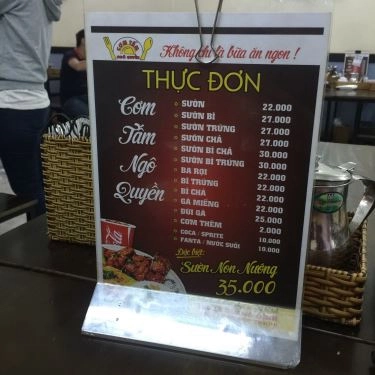 CƠM TẤM
NGÔ QUYỀN
Không chỉ là bữa ăn ngon !
THỰC ĐƠN
Cơm
Tấm
Ngô
Quyền
SƯỜN 22.000
SƯỜN BÌ 27.000
SƯỜN TRỨNG 27.000
SƯỜN CHẢ 27.000
SƯỜN BÌ CHẢ 30.000
SƯỜN BÌ TRỨNG 30.000
BA RỌI 22.000
BÌ TRỨNG 22.000
BÌ CHẢ 22.000
GÀ MIẾNG 22.000
ĐÙI GÀ 25.000
CƠM THÊM 2.000
COCA / SPRITE 10.000
FANTA / NƯỚC SUỐI 10.000
Đặc biệt:
Sườn Non Nướng
35.000